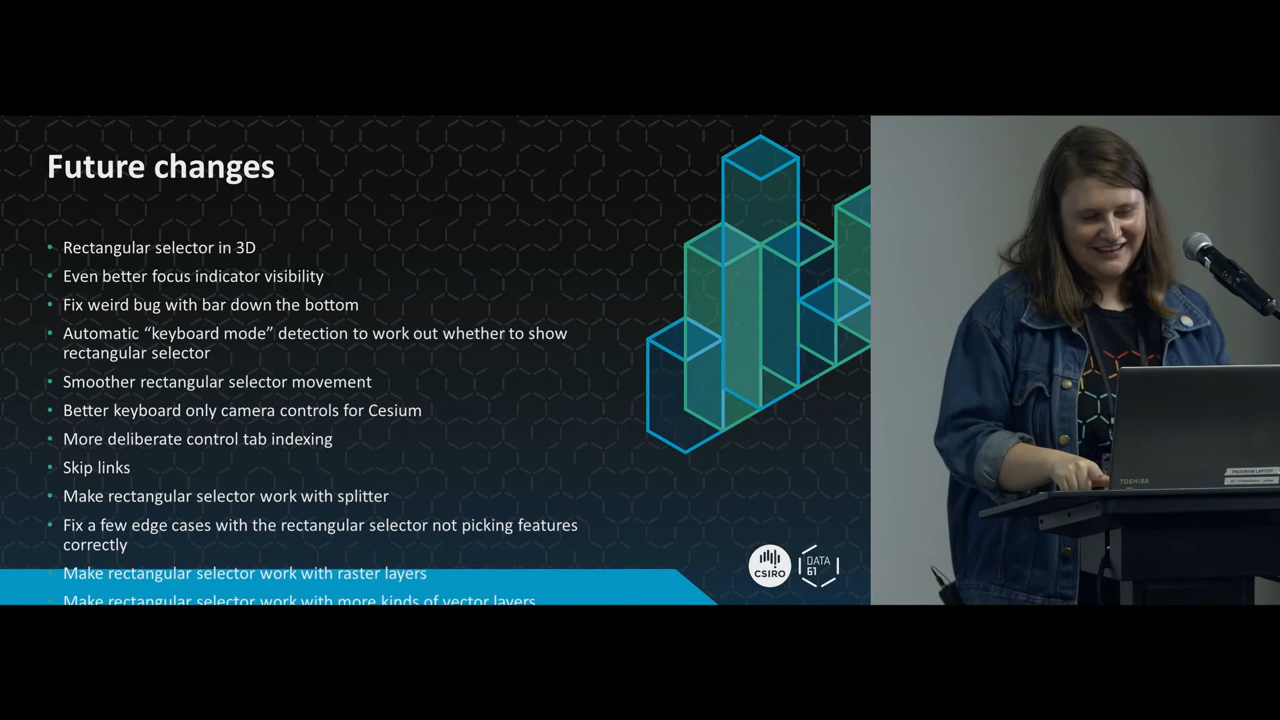 Future changes
• Rectangular selector in 3D
• Even better focus indicator visibility
• Fix weird bug with bar down the bottom
• Automatic “keyboard mode” detection to work out whether to show
rectangular selector
• Smoother rectangular selector movement
• Better keyboard only camera controls for Cesium
• More deliberate control tab indexing
• Skip links
• Make rectangular selector work with splitter
• Fix a few edge cases with the rectangular selector not picking features
correctly
• Make rectangular selector work with raster layers
• Make rectangular selector work with more kinds of vector layers
CSIRO
DATA
61
TOSHIBA
PROGRAM LAPTOP